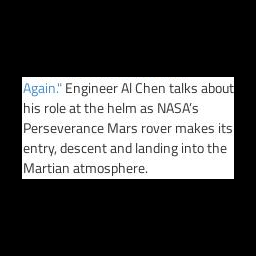 Again." Engineer Al Chen talks about
his role at the helm as NASA's
Perseverance Mars rover makes its
entry, descent and landing into the
Martian atmosphere.